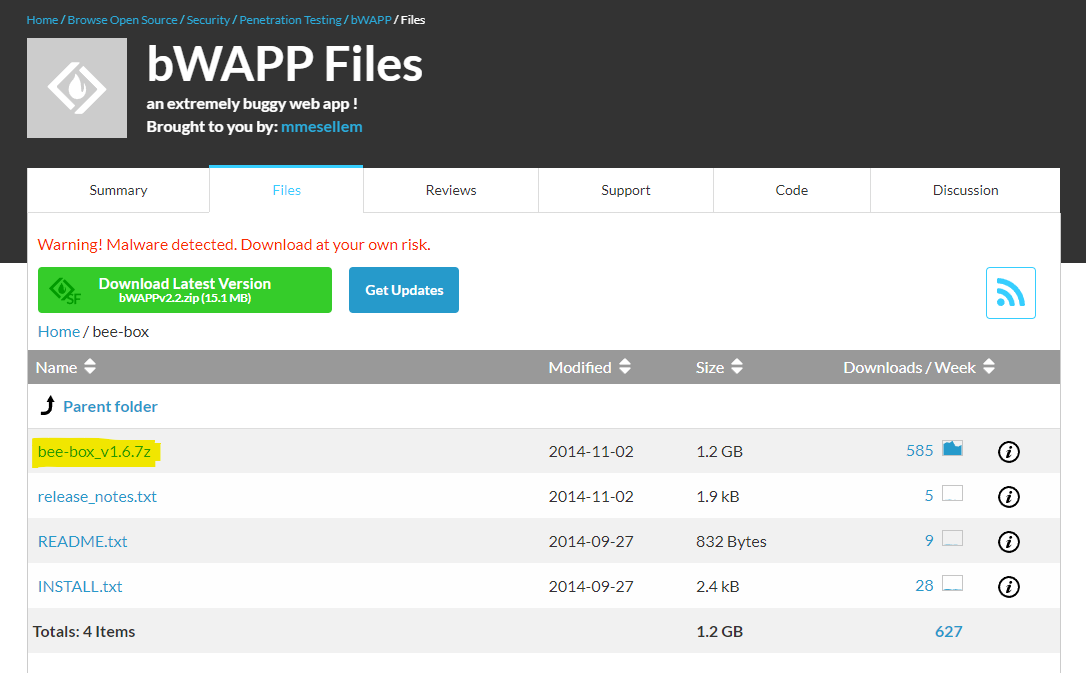 Home / Browse Open Source / Security / Penetration Testing / bWAPP / Files
bWAPP Files
an extremely buggy web app !
Brought to you by: mmesellem
Summary Files Reviews Support Code Discussion
Warning! Malware detected. Download at your own risk.
SF Download Latest Version
bWAPPv2.2.zip (15.1 MB)
Get Updates
Home / bee-box
Name Modified Size Downloads / Week
Parent folder
bee-box_v1.6.7z 2014-11-02 1.2 GB 585 i
release_notes.txt 2014-11-02 1.9 kB 5 i
README.txt 2014-09-27 832 Bytes 9 i
INSTALL.txt 2014-09-27 2.4 kB 28 i
Totals: 4 Items 1.2 GB 627